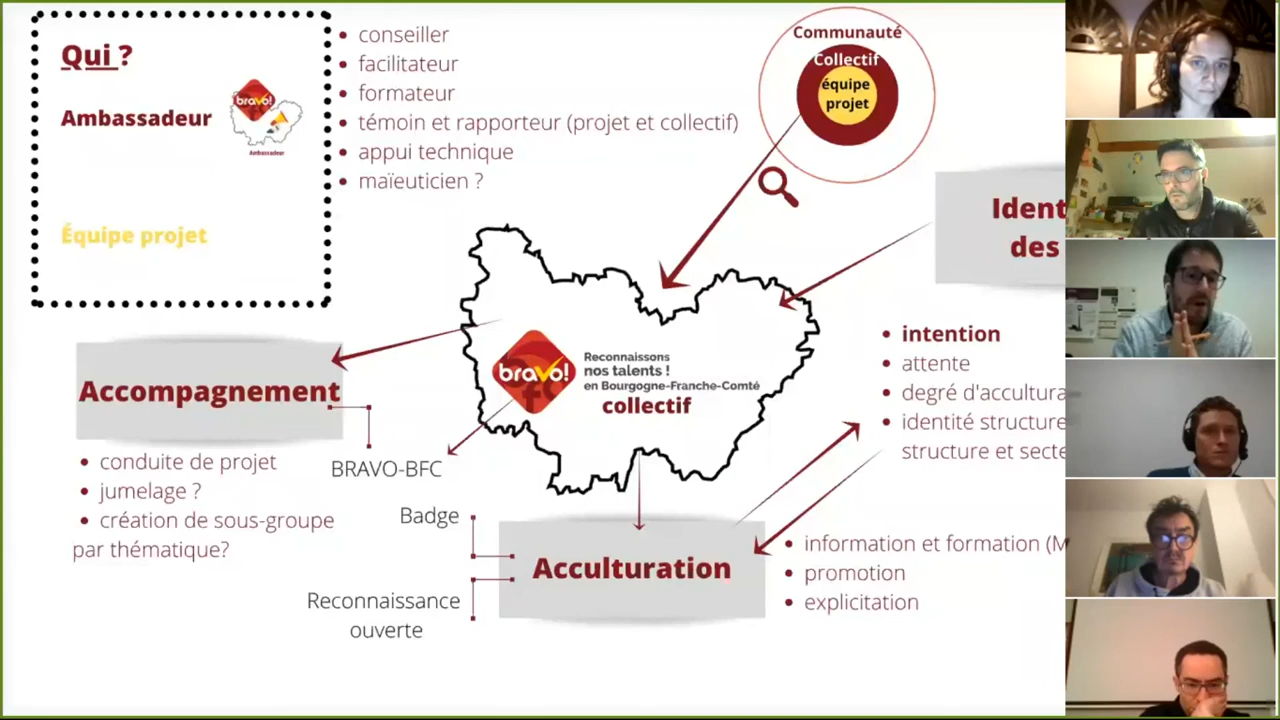 Qui ?
Ambassadeur
bravo!
Ambassadeur
Équipe projet
conseiller
facilitateur
formateur
témoin et rapporteur (projet et collectif)
appui technique
maïeuticien ?
Communauté
Collectif
équipe
projet
Ident
des
intention
attente
degré d'accultura
identité structure
structure et secte
Accompagnement
conduite de projet
jumelage ?
création de sous-groupe
par thématique?
bravo!
Reconnaissons
nos talents !
en Bourgogne-Franche-Comté
collectif
BRAVO-BFC
Badge
Reconnaissance
ouverte
Acculturation
information et formation (M
promotion
explicitation